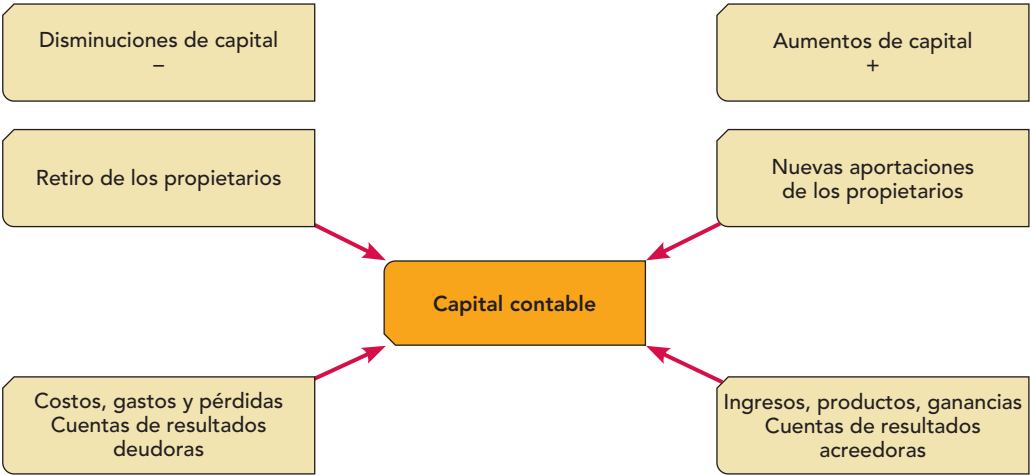 Disminuciones de capital
–
Aumentos de capital
+
Retiro de los propietarios
Nuevas aportaciones
de los propietarios
Capital contable
Costos, gastos y pérdidas
Cuentas de resultados
deudoras
Ingresos, productos, ganancias
Cuentas de resultados
acreedoras